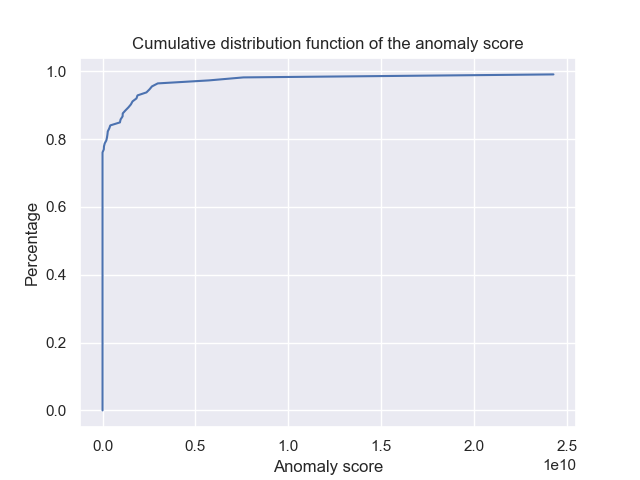 Cumulative distribution function of the anomaly score
1.0
0.8
0.6
0.4
0.2
0.0
Percentage
0.0 0.5 1.0 1.5 2.0 2.5
1e10
Anomaly score